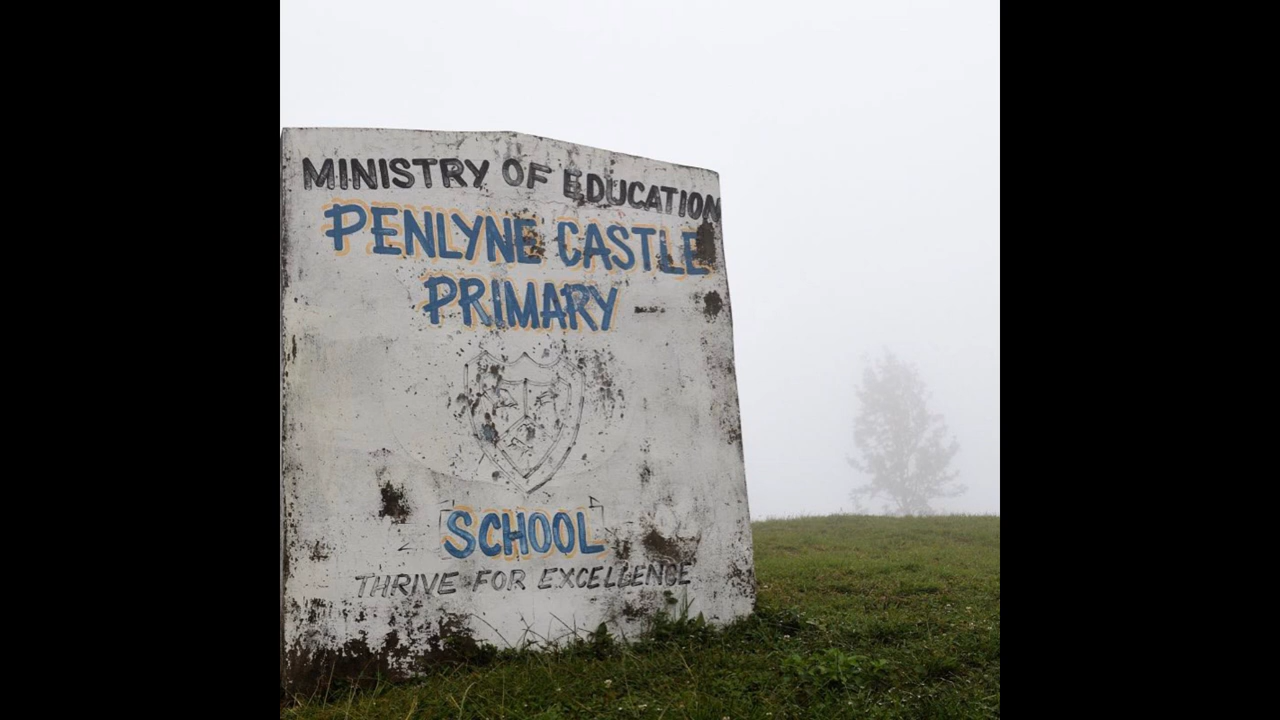 MINISTRY OF EDUCATION
PENLYNE CASTLE
PRIMARY
SCHOOL
THRIVE FOR EXCELLENCE